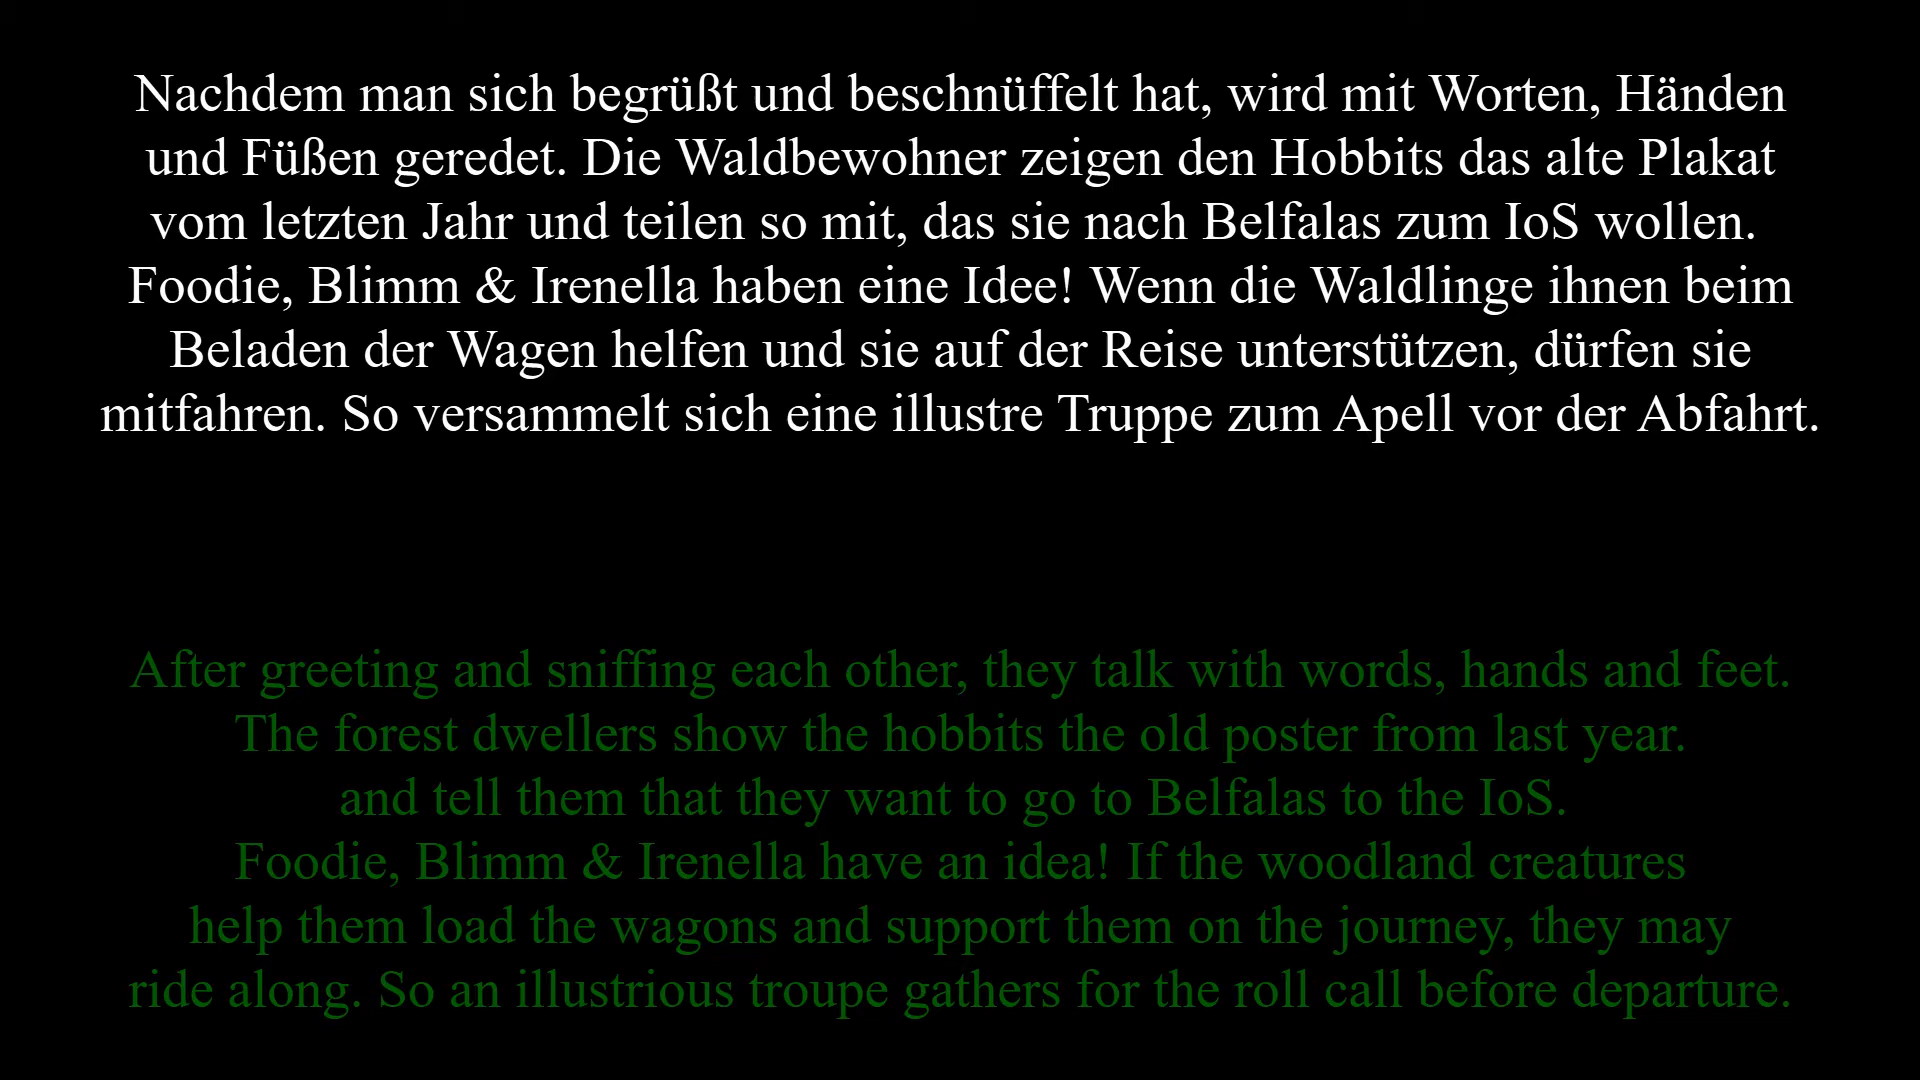 Nachdem man sich begrüßt und beschnüffelt hat, wird mit Worten, Händen
und Füßen geredet. Die Waldbewohner zeigen den Hobbits das alte Plakat
vom letzten Jahr und teilen so mit, das sie nach Belfalas zum IoS wollen.
Foodie, Blimm & Irenella haben eine Idee! Wenn die Waldlinge ihnen beim
Beladen der Wagen helfen und sie auf der Reise unterstützen, dürfen sie
mitfahren. So versammelt sich eine illustre Truppe zum Apell vor der Abfahrt.
After greeting and sniffing each other, they talk with words, hands and feet.
The forest dwellers show the hobbits the old poster from last year.
and tell them that they want to go to Belfalas to the IoS.
Foodie, Blimm & Irenella have an idea! If the woodland creatures
help them load the wagons and support them on the journey, they may
ride along. So an illustrious troupe gathers for the roll call before departure.